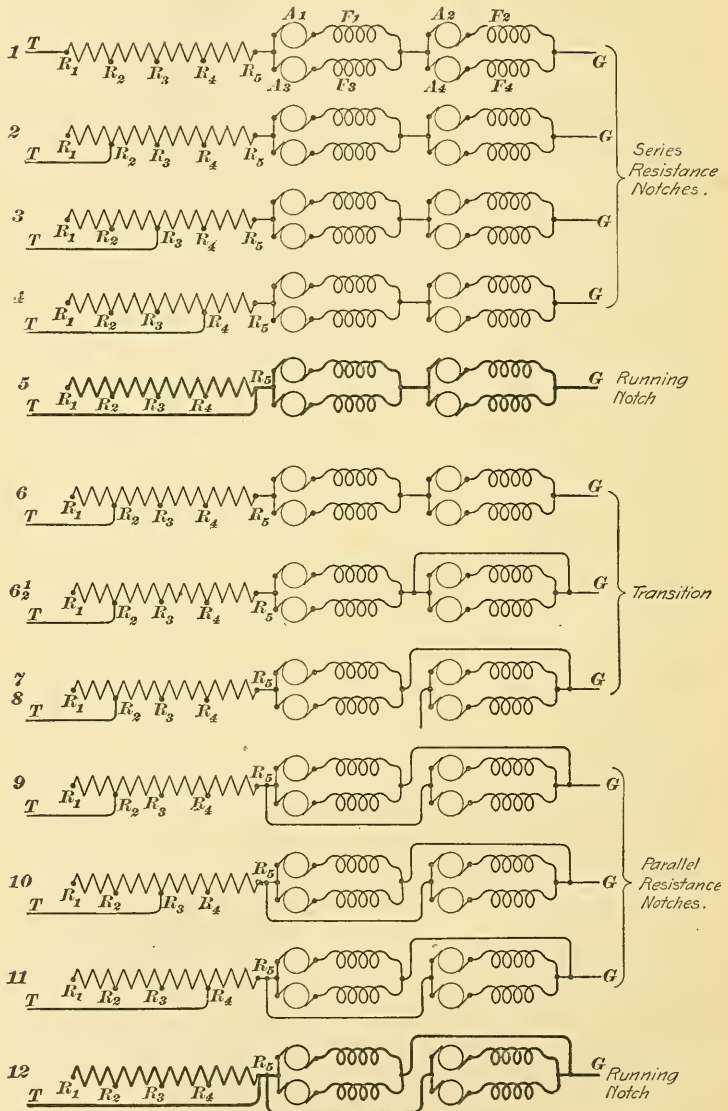 A1 F1 A2 F2
1 T R1 R2 R3 R4 R5 A3 F3 A4 F4 G
2 T R1 R2 R3 R4 R5 G
Series
Resistance
Notches.
3 T R1 R2 R3 R4 R5 G
4 T R1 R2 R3 R4 R5 G
5 T R1 R2 R3 R4 R5 G Running
Notch
6 T R1 R2 R3 R4 R5 G
6½ T R1 R2 R3 R4 R5 G
Transition
7
8 T R1 R2 R3 R4 R5 G
9 T R1 R2 R3 R4 R5 G
10 T R1 R2 R3 R4 R5 G
Parallel
Resistance
Notches.
11 T R1 R2 R3 R4 R5 G
12 T R1 R2 R3 R4 R5 G Running
Notch